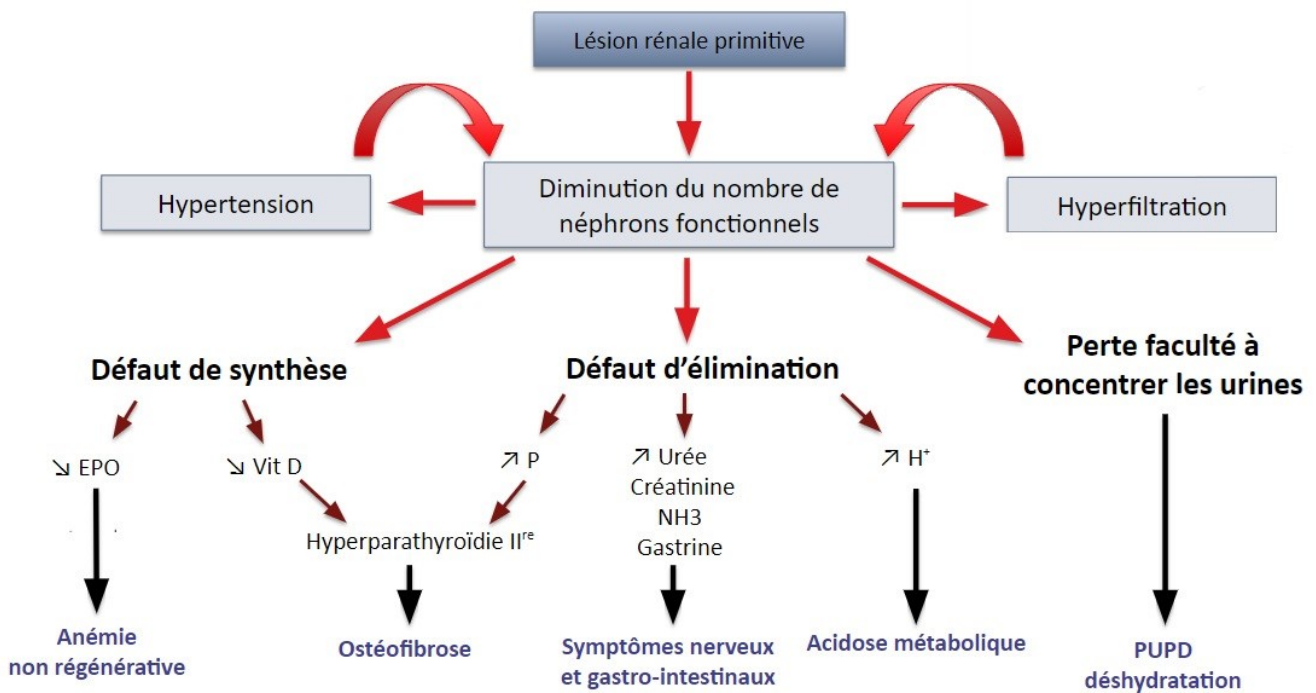 Lésion rénale primitive
Hypertension
Diminution du nombre de
néphrons fonctionnels
Hyperfiltration
Défaut de synthèse
Défaut d'élimination
Perte faculté à
concentrer les urines
↘ EPO
↘ Vit D
↗ P
↗ Urée
Créatinine
NH3
Gastrine
↗ H⁺
Hyperparathyroïdie IIʳᵉ
Anémie
non régénérative
Ostéofibrose
Symptômes nerveux
et gastro-intestinaux
Acidose métabolique
PUPD
déshydratation